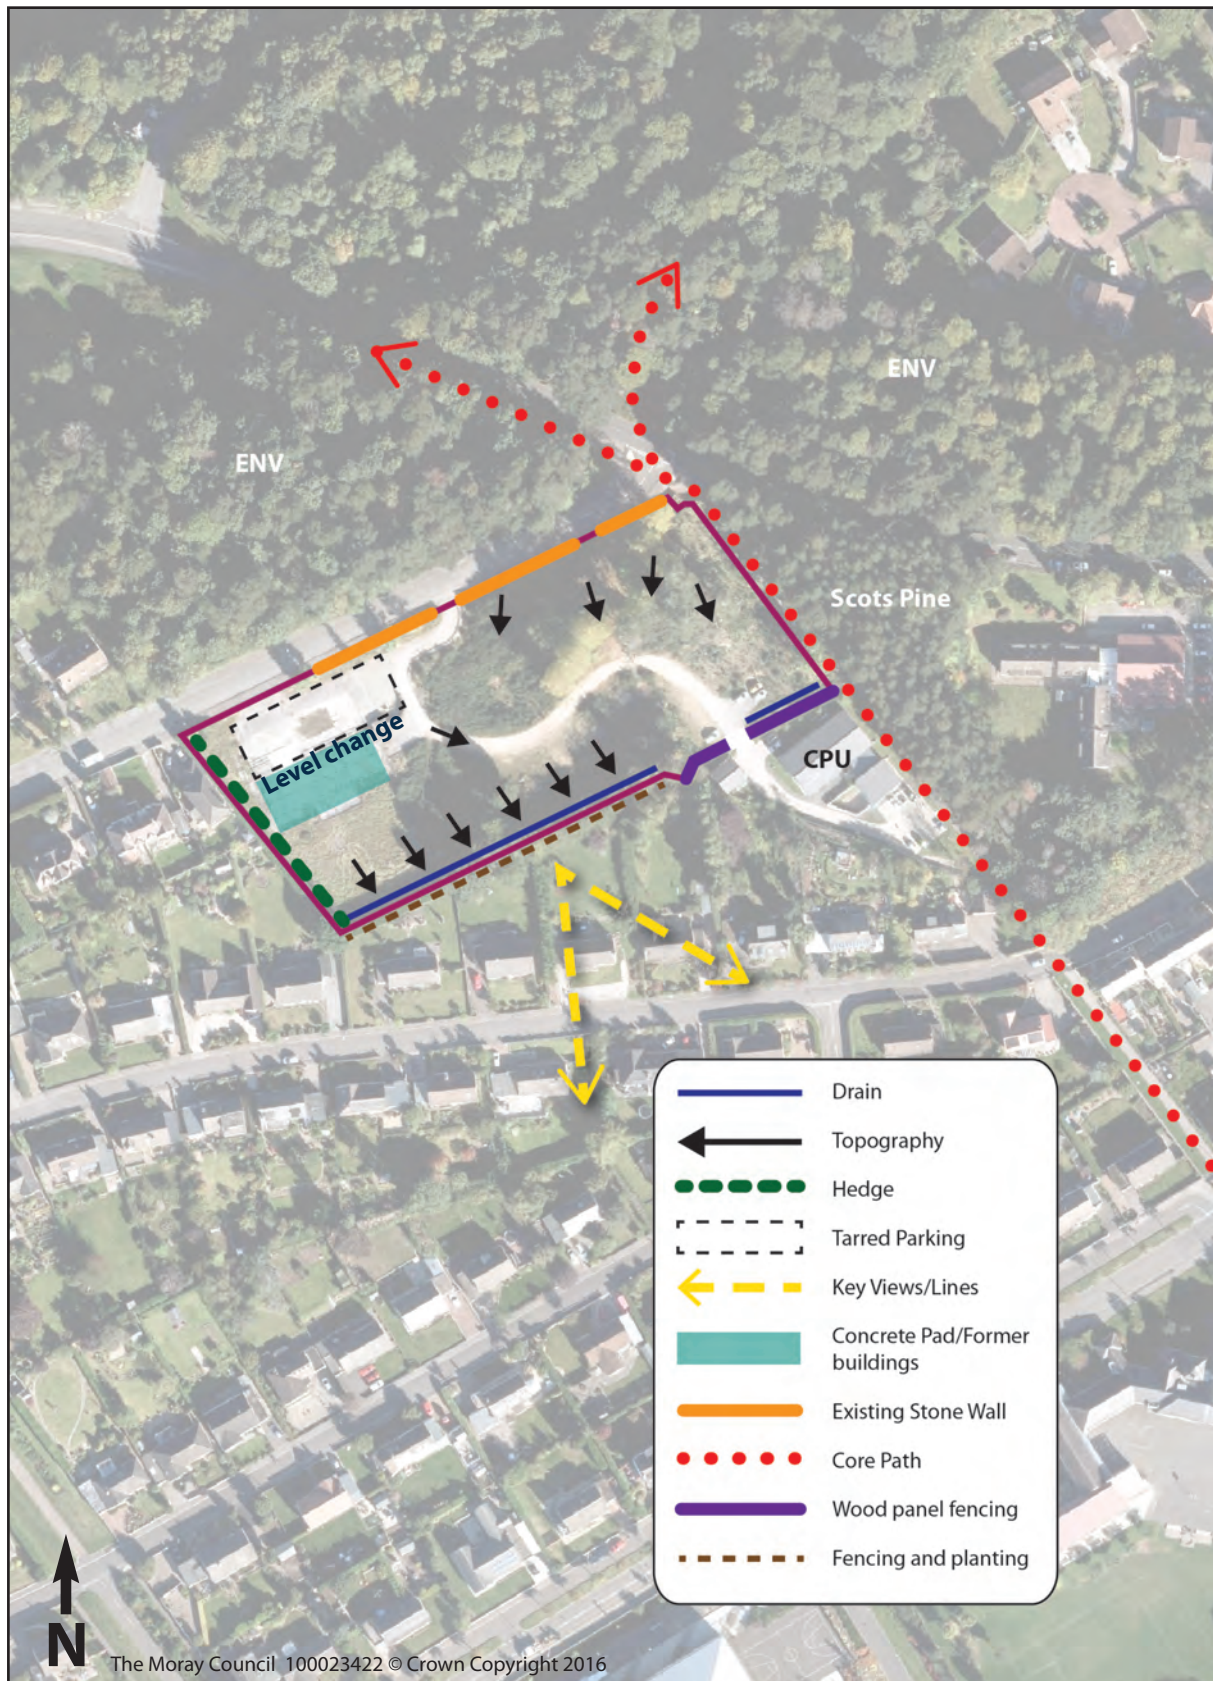 ENV
ENV
Scots Pine
Level change
CPU
Drain
Topography
Hedge
Tarred Parking
Key Views/Lines
Concrete Pad/Former
buildings
Existing Stone Wall
Core Path
Wood panel fencing
Fencing and planting
N
The Moray Council 100023422 © Crown Copyright 2016